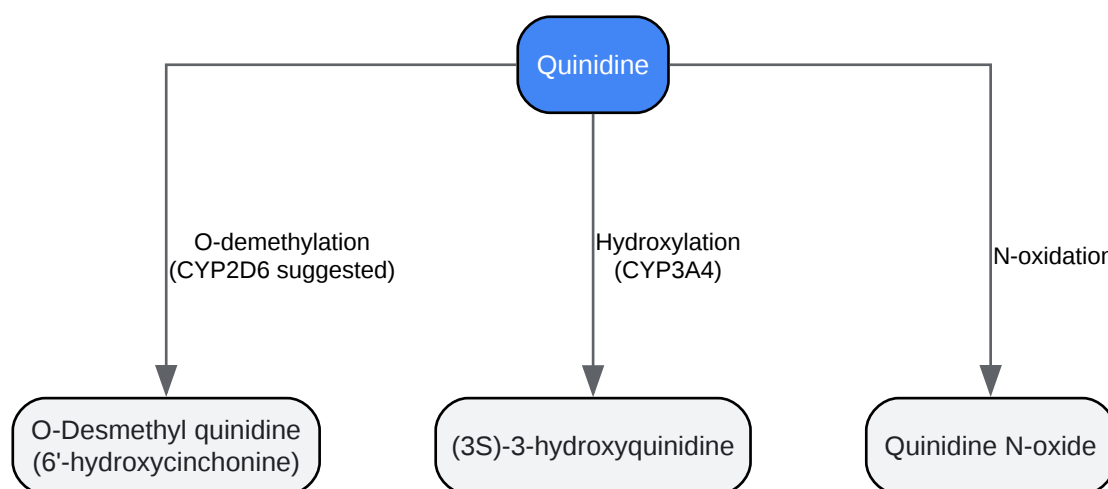 Quinidine
O-demethylation
(CYP2D6 suggested)
Hydroxylation
(CYP3A4)
N-oxidation
O-Desmethyl quinidine
(6'-hydroxycinchonine)
(3S)-3-hydroxyquinidine
Quinidine N-oxide